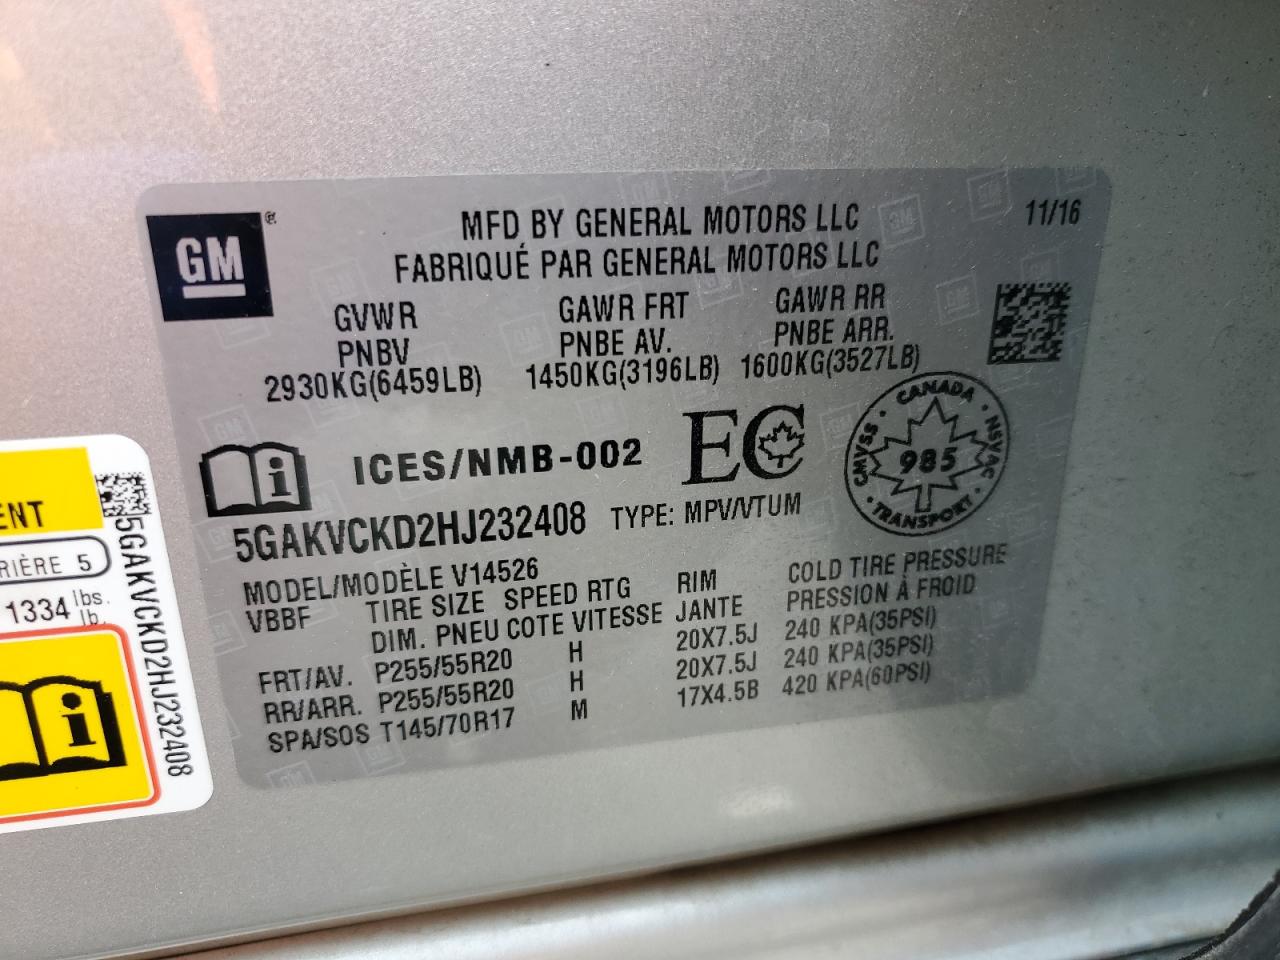 GM ®
MFD BY GENERAL MOTORS LLC
11/16
FABRIQUÉ PAR GENERAL MOTORS LLC
GVWR GAWR FRT GAWR RR
PNBV PNBE AV. PNBE ARR.
2930KG(6459LB) 1450KG(3196LB) 1600KG(3527LB)
i ICES/NMB-002 EC
CANADA
CMVSS 985 NSVAC
TRANSPORT
5GAKVCKD2HJ232408 TYPE: MPV/VTUM
MODEL/MODÈLE V14526
VBBF TIRE SIZE SPEED RTG RIM COLD TIRE PRESSURE
DIM. PNEU COTE VITESSE JANTE PRESSION À FROID
FRT/AV. P255/55R20 H 20X7.5J 240 KPA(35PSI)
RR/ARR. P255/55R20 H 20X7.5J 240 KPA(35PSI)
SPA/SOS T145/70R17 M 17X4.5B 420 KPA(60PSI)
5
1334 lbs.
lb.
i
5GAKVCKD2HJ232408